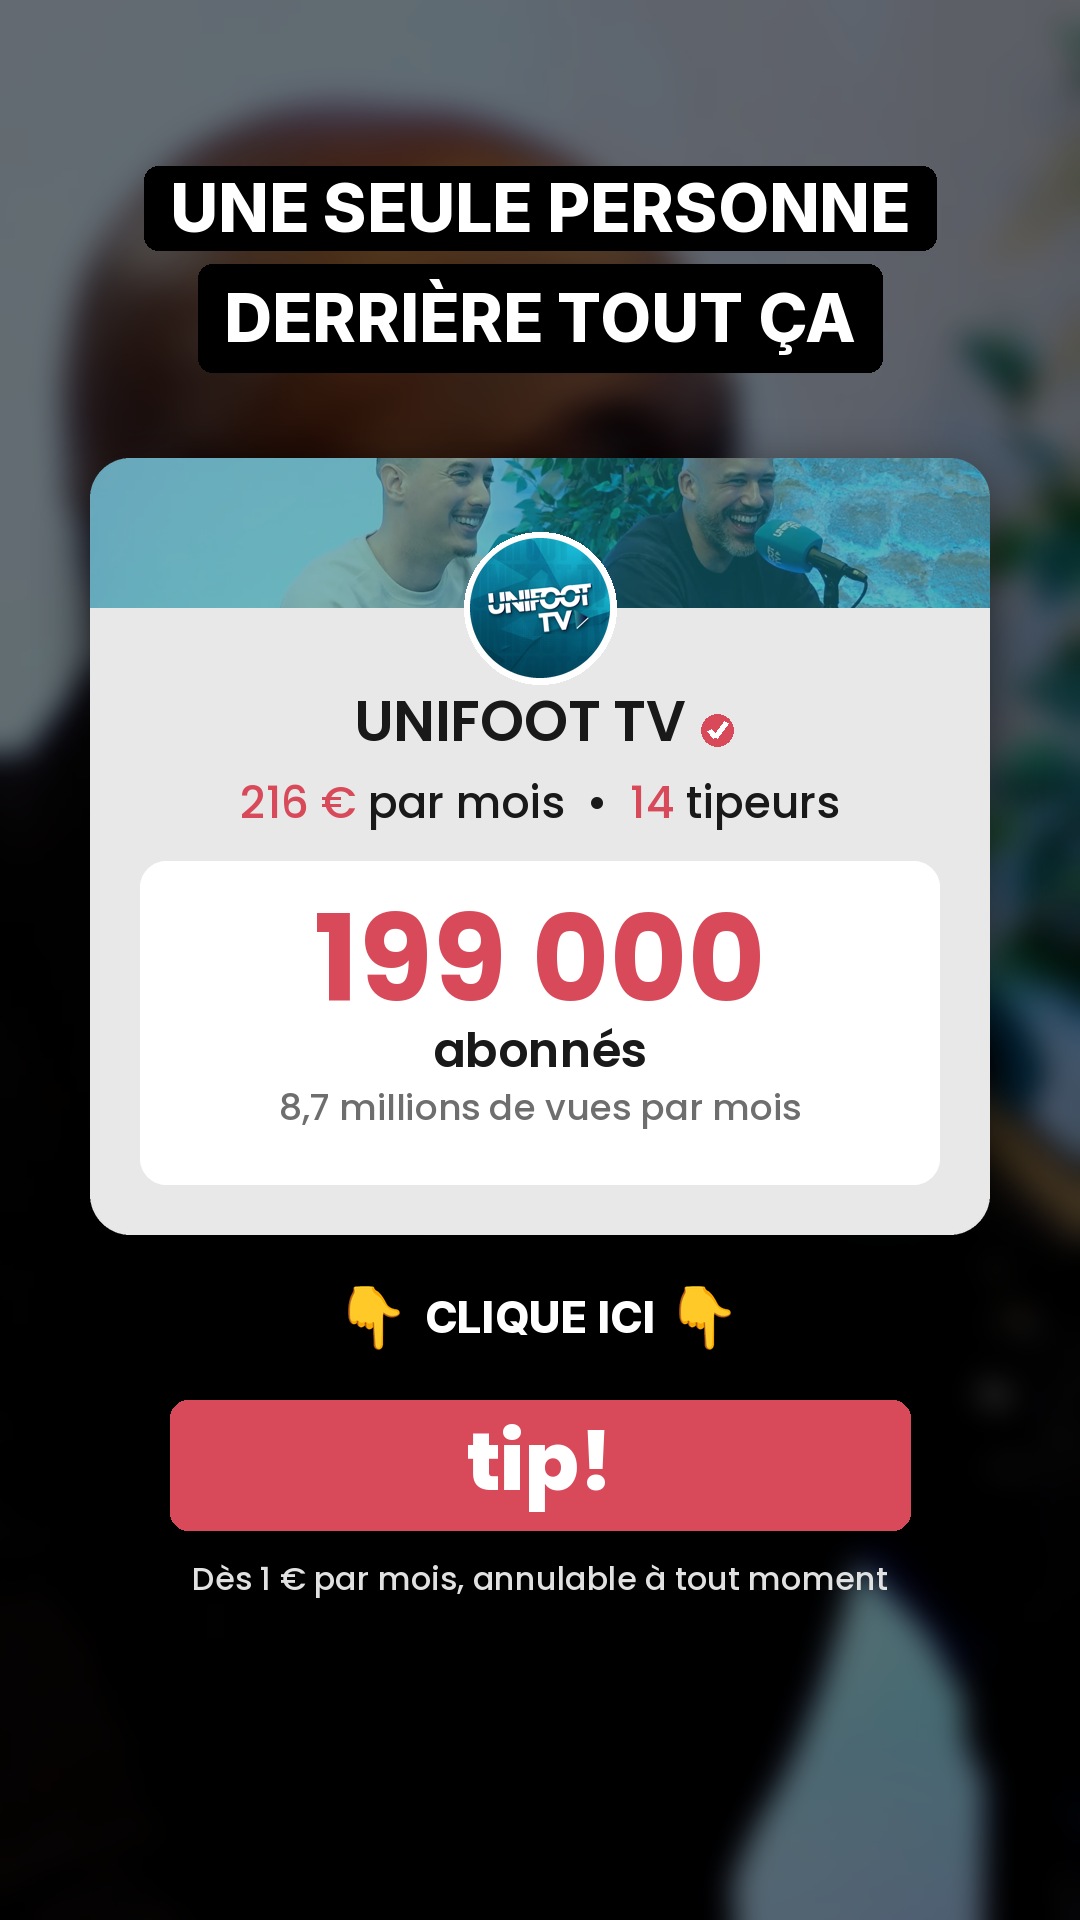 UNE SEULE PERSONNE
DERRIÈRE TOUT ÇA
UNIFOOT
TV
UNIFOOT TV
216 € par mois • 14 tipeurs
199 000
abonnés
8,7 millions de vues par mois
👇 CLIQUE ICI 👇
tip!
Dès 1 € par mois, annulable à tout moment